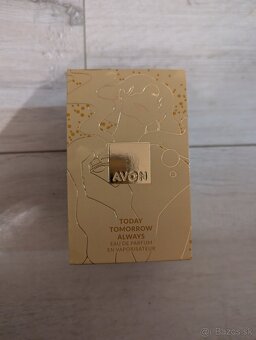 AVON
TODAY
TOMORROW
ALWAYS
EAU DE PARFUM
EN VAPORISATEUR
Bazos.sk